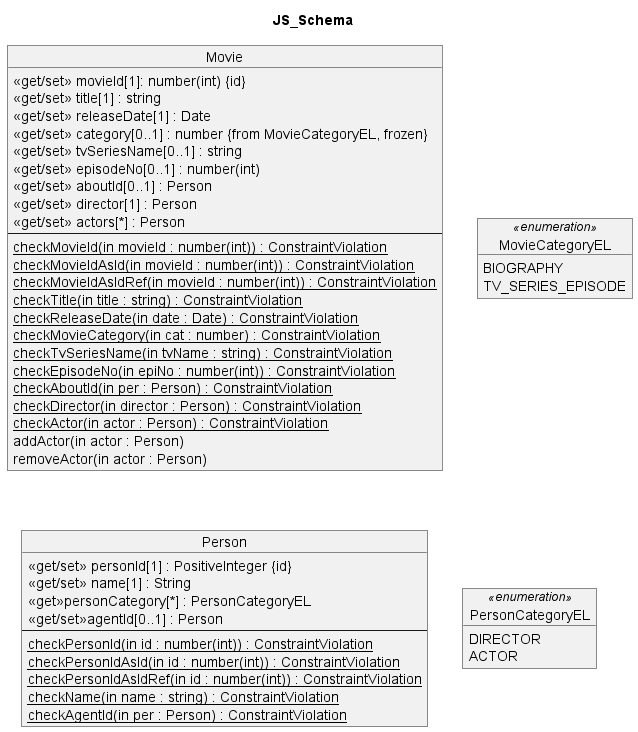 JS_Schema
Movie
«get/set» movieId[1]: number(int) {id}
«get/set» title[1] : string
«get/set» releaseDate[1] : Date
«get/set» category[0..1] : number {from MovieCategoryEL, frozen}
«get/set» tvSeriesName[0..1] : string
«get/set» episodeNo[0..1] : number(int)
«get/set» aboutId[0..1] : Person
«get/set» director[1] : Person
«get/set» actors[*] : Person
checkMovieId(in movieId : number(int)) : ConstraintViolation
checkMovieIdAsId(in movieId : number(int)) : ConstraintViolation
checkMovieIdAsIdRef(in movieId : number(int)) : ConstraintViolation
checkTitle(in title : string) : ConstraintViolation
checkReleaseDate(in date : Date) : ConstraintViolation
checkMovieCategory(in cat : number) : ConstraintViolation
checkTvSeriesName(in tvName : string) : ConstraintViolation
checkEpisodeNo(in epiNo : number(int)) : ConstraintViolation
checkAboutId(in per : Person) : ConstraintViolation
checkDirector(in director : Person) : ConstraintViolation
checkActor(in actor : Person) : ConstraintViolation
addActor(in actor : Person)
removeActor(in actor : Person)
«enumeration»
MovieCategoryEL
BIOGRAPHY
TV_SERIES_EPISODE
Person
«get/set» personId[1] : PositiveInteger {id}
«get/set» name[1] : String
«get»personCategory[*] : PersonCategoryEL
«get/set»agentId[0..1] : Person
checkPersonId(in id : number(int)) : ConstraintViolation
checkPersonIdAsId(in id : number(int)) : ConstraintViolation
checkPersonIdAsIdRef(in id : number(int)) : ConstraintViolation
checkName(in name : string) : ConstraintViolation
checkAgentId(in per : Person) : ConstraintViolation
«enumeration»
PersonCategoryEL
DIRECTOR
ACTOR